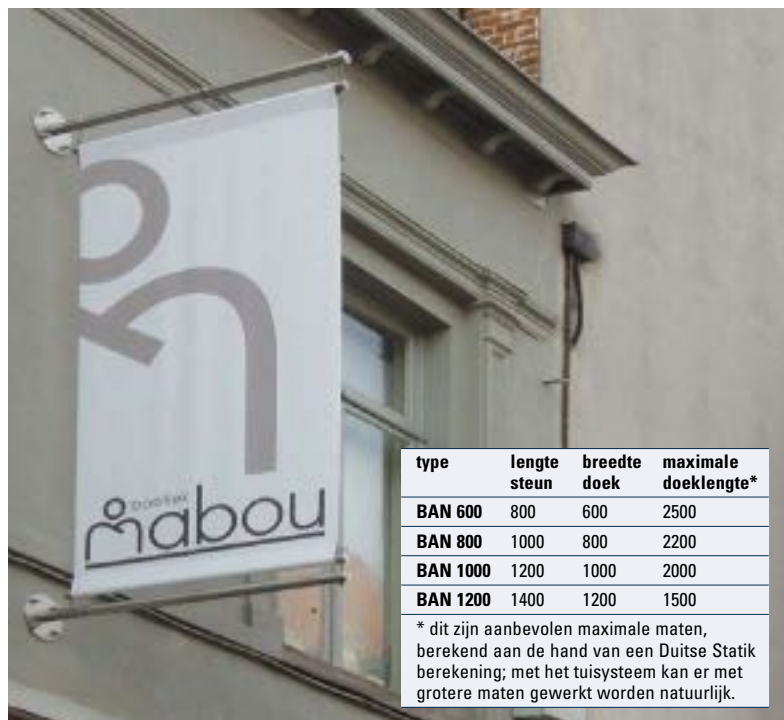 boetiek
mabou
type lengte steun breedte doek maximale doeklengte*
BAN 600 800 600 2500
BAN 800 1000 800 2200
BAN 1000 1200 1000 2000
BAN 1200 1400 1200 1500
* dit zijn aanbevolen maximale maten,
berekend aan de hand van een Duitse Statik
berekening; met het tuisysteem kan er met
grotere maten gewerkt worden natuurlijk.